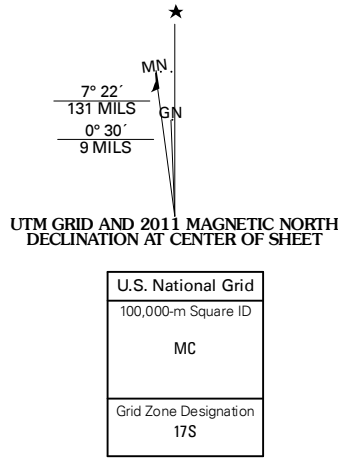 ★
MN
GN
7° 22´
131 MILS
0° 30´
9 MILS
UTM GRID AND 2011 MAGNETIC NORTH
DECLINATION AT CENTER OF SHEET
U.S. National Grid
100,000-m Square ID
MC
Grid Zone Designation
17S